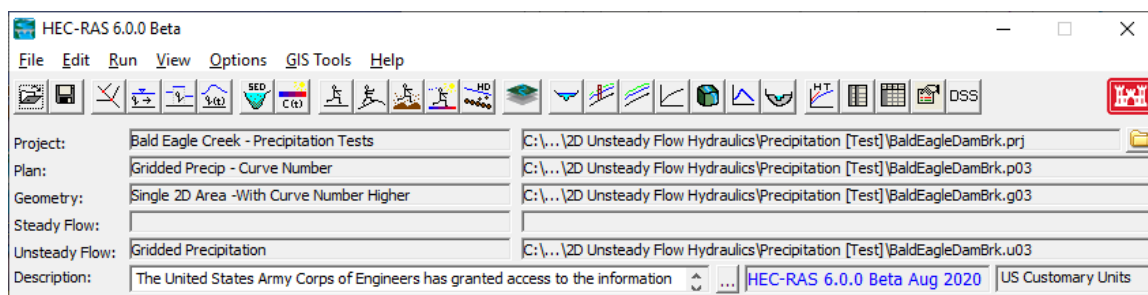 HEC-RAS 6.0.0 Beta
File Edit Run View Options GIS Tools Help
SED C(t) HD HT DSS
Project: Bald Eagle Creek - Precipitation Tests C:\...\2D Unsteady Flow Hydraulics\Precipitation [Test]\BaldEagleDamBrk.prj
Plan: Gridded Precip - Curve Number C:\...\2D Unsteady Flow Hydraulics\Precipitation [Test]\BaldEagleDamBrk.p03
Geometry: Single 2D Area -With Curve Number Higher C:\...\2D Unsteady Flow Hydraulics\Precipitation [Test]\BaldEagleDamBrk.g03
Steady Flow:
Unsteady Flow: Gridded Precipitation C:\...\2D Unsteady Flow Hydraulics\Precipitation [Test]\BaldEagleDamBrk.u03
Description: The United States Army Corps of Engineers has granted access to the information ... HEC-RAS 6.0.0 Beta Aug 2020 US Customary Units